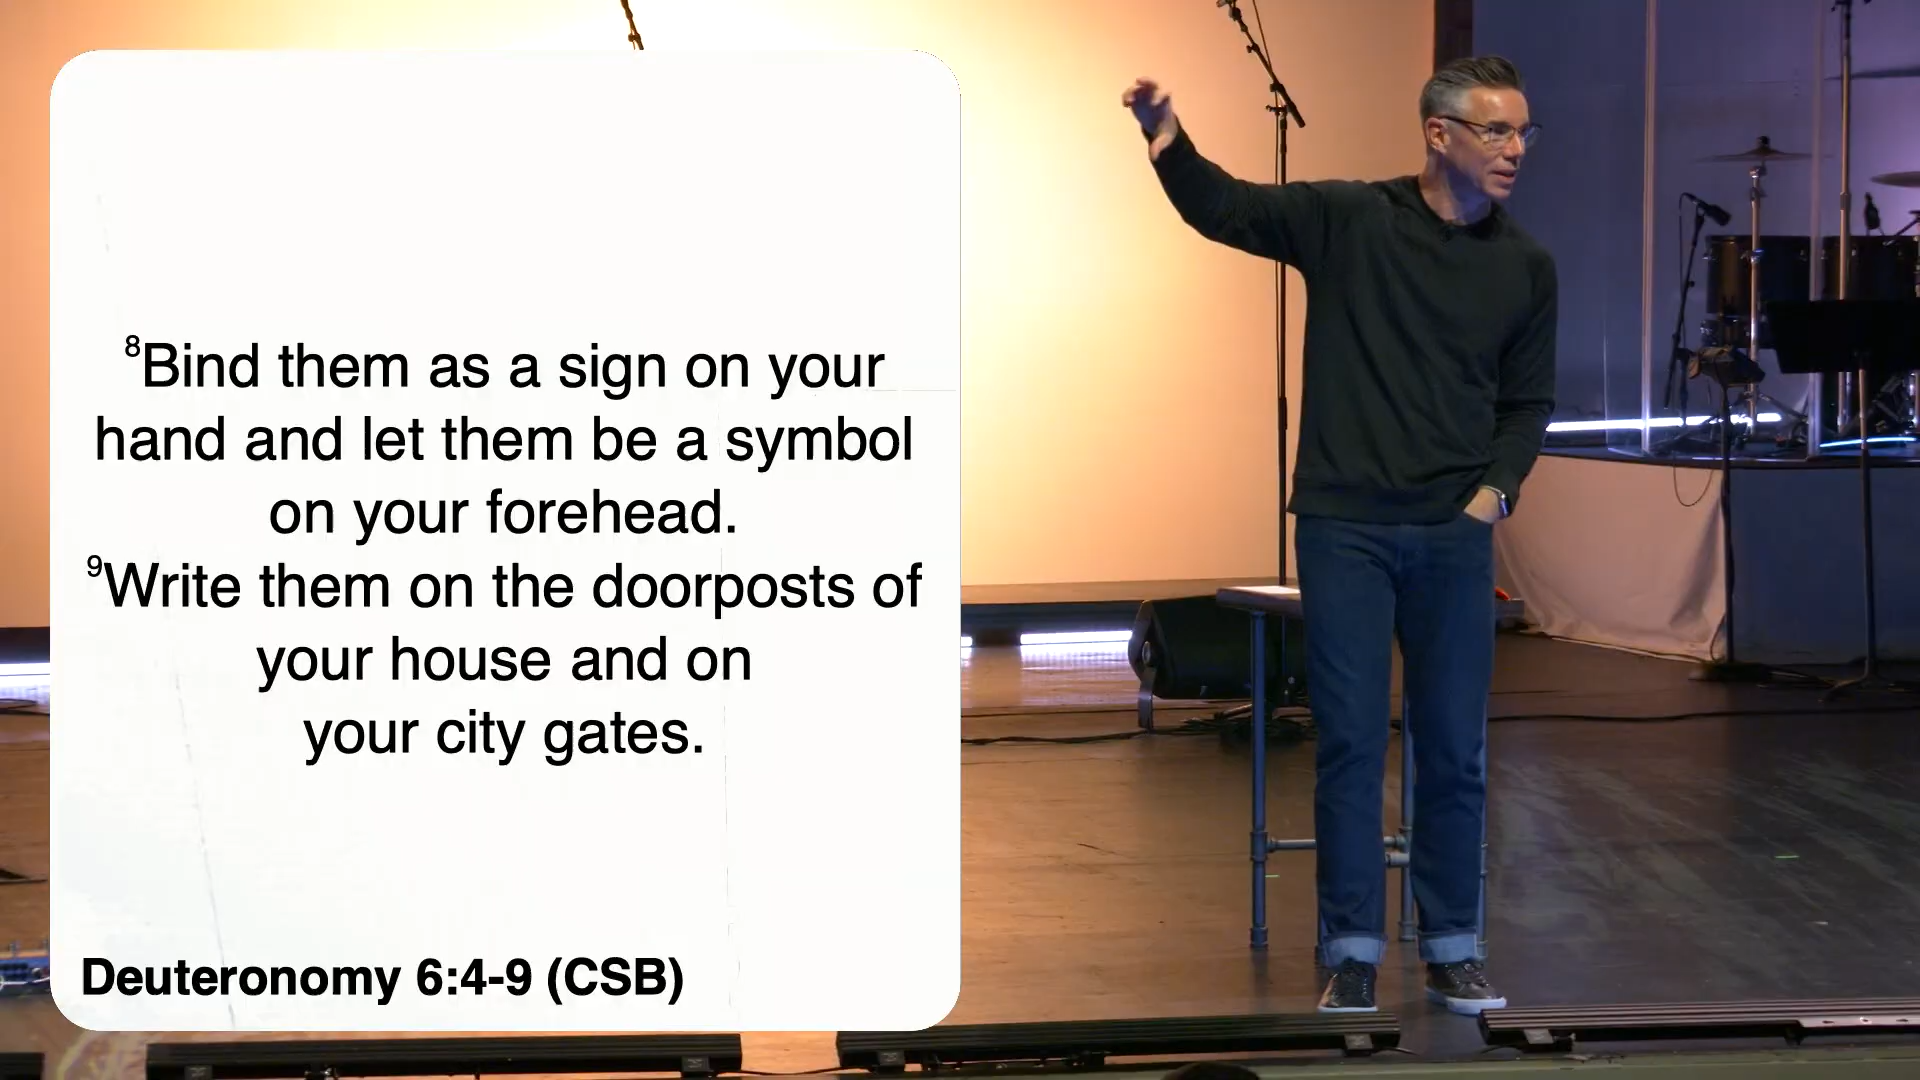 ⁸Bind them as a sign on your
hand and let them be a symbol
on your forehead.
⁹Write them on the doorposts of
your house and on
your city gates.
Deuteronomy 6:4-9 (CSB)